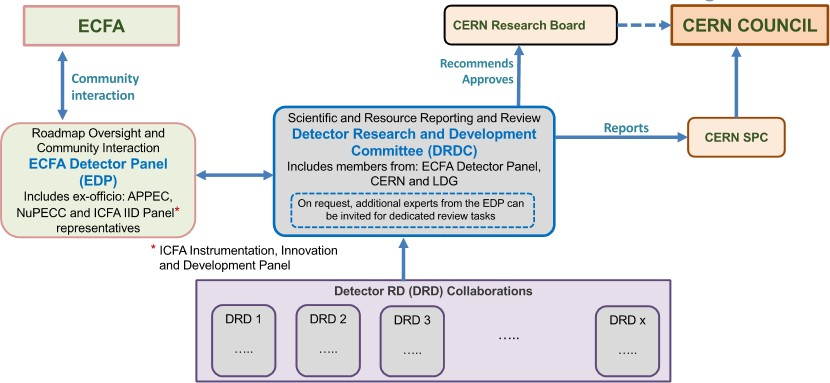 ECFA
CERN Research Board
CERN COUNCIL
Community
interaction
Recommends
Approves
Roadmap Oversight and
Community Interaction
ECFA Detector Panel
(EDP)
Includes ex-officio: APPEC,
NuPECC and ICFA IID Panel*
representatives
Scientific and Resource Reporting and Review
Detector Research and Development
Committee (DRDC)
Includes members from: ECFA Detector Panel,
CERN and LDG
On request, additional experts from the EDP can
be invited for dedicated review tasks
Reports
CERN SPC
* ICFA Instrumentation, Innovation
and Development Panel
Detector RD (DRD) Collaborations
DRD 1
.....
DRD 2
.....
DRD 3
.....
.....
DRD x
.....